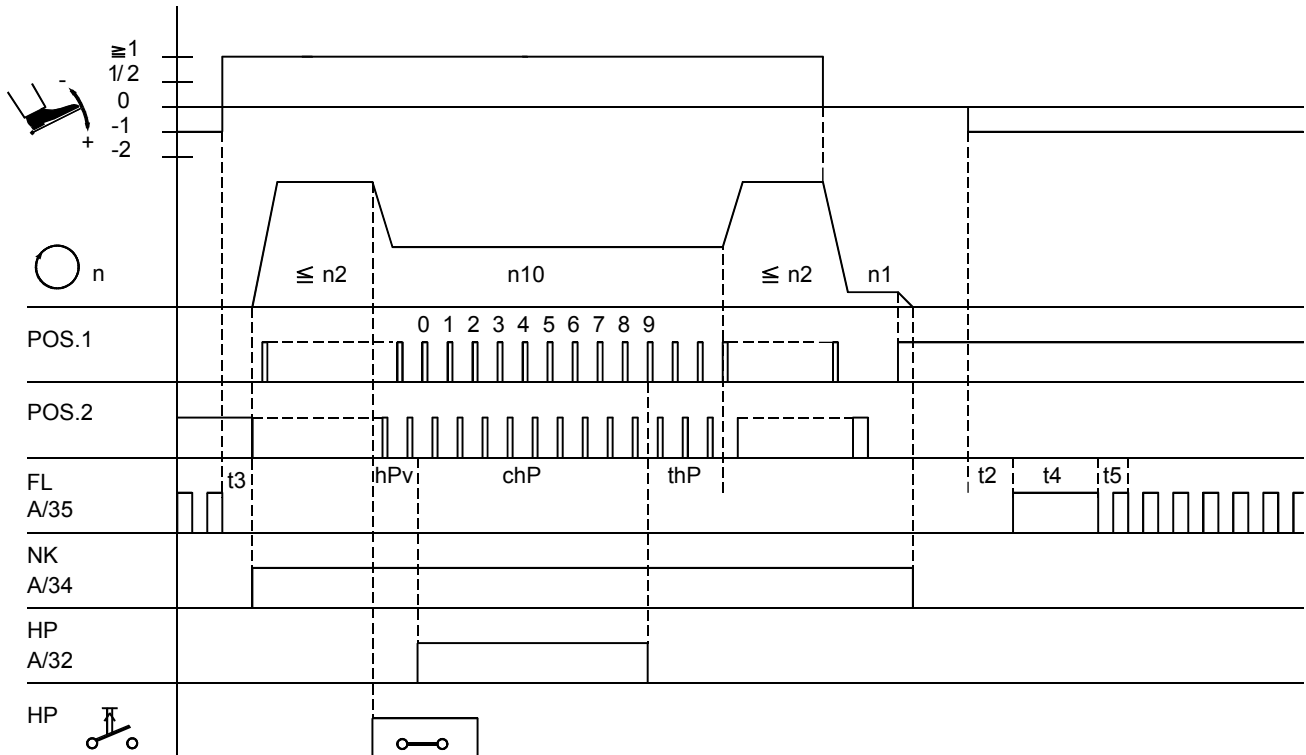 ≧1
1/2
0
-1
-2
-
+
n
≦ n2
n10
≦ n2
n1
POS.1
0 1 2 3 4 5 6 7 8 9
POS.2
FL
A/35
t3
hPv
chP
thP
t2
t4
t5
NK
A/34
HP
A/32
HP